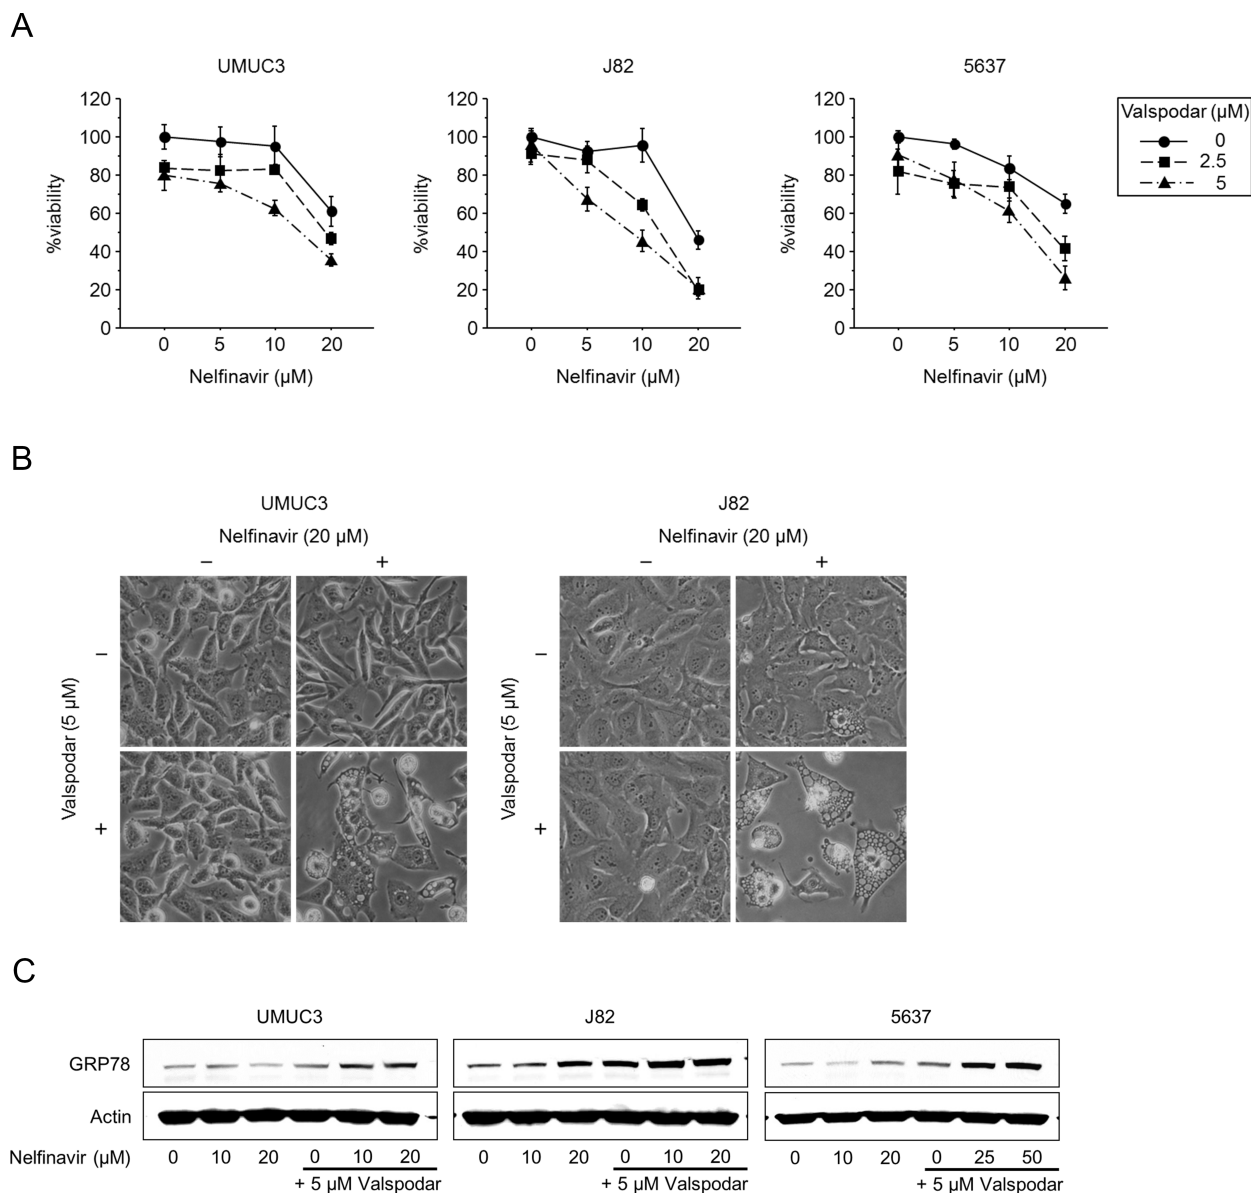 A
UMUC3
J82
5637
120
100
80
60
40
20
0
%viability
0 5 10 20
Nelfinavir (µM)
120
100
80
60
40
20
0
%viability
0 5 10 20
Nelfinavir (µM)
120
100
80
60
40
20
0
%viability
0 5 10 20
Nelfinavir (µM)
Valspodar (µM)
0
2.5
5
B
UMUC3
Nelfinavir (20 µM)
− +
Valspodar (5 µM)
−
+
J82
Nelfinavir (20 µM)
− +
Valspodar (5 µM)
−
+
C
UMUC3 J82 5637
GRP78
Actin
Nelfinavir (µM) 0 10 20 0 10 20 0 10 20 0 10 20 0 10 20 0 25 50
+ 5 µM Valspodar + 5 µM Valspodar + 5 µM Valspodar